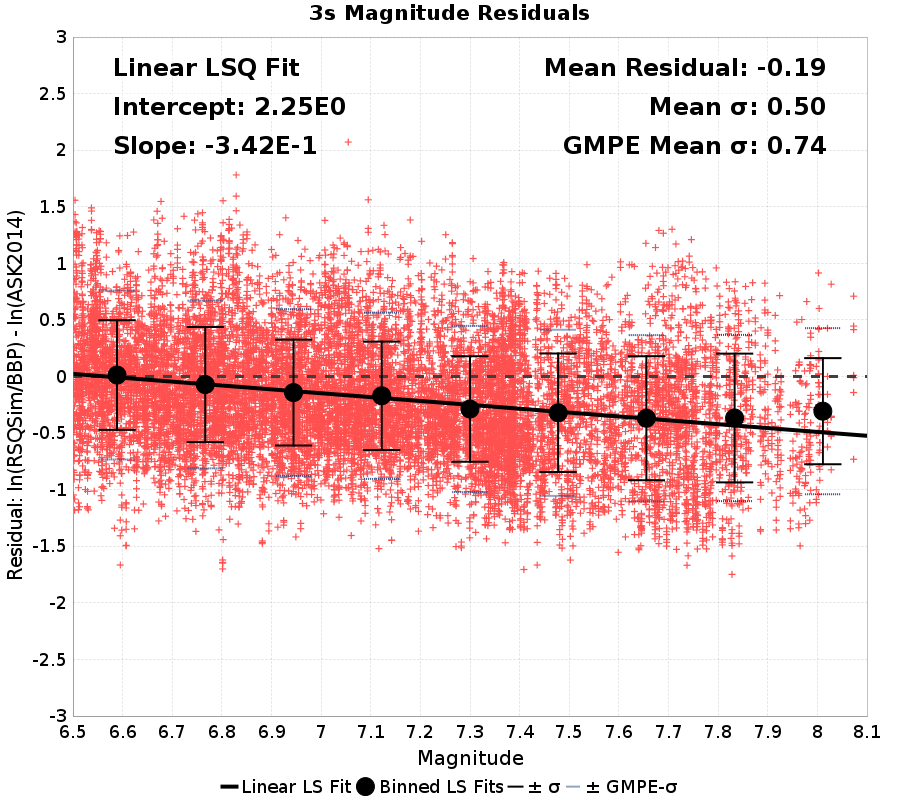 3s Magnitude Residuals
Linear LSQ Fit
Intercept: 2.25E0
Slope: -3.42E-1
Mean Residual: -0.19
Mean σ: 0.50
GMPE Mean σ: 0.74
Residual: ln(RSQSim/BBP) - ln(ASK2014)
3
2.5
2
1.5
1
0.5
0
-0.5
-1
-1.5
-2
-2.5
-3
6.5 6.6 6.7 6.8 6.9 7 7.1 7.2 7.3 7.4 7.5 7.6 7.7 7.8 7.9 8 8.1
Magnitude
Linear LS Fit Binned LS Fits ± σ ± GMPE-σ